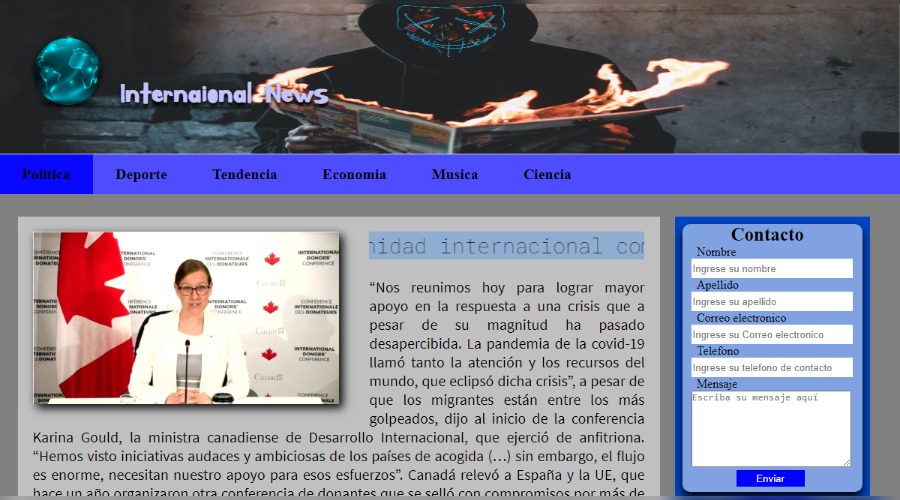 Internaional News
Politica Deporte Tendencia Economia Musica Ciencia
CONFÉRENCE
INTERNATIONAL
DONORS'
CONFERENCE
Canada
nidad internacional con
“Nos reunimos hoy para lograr mayor
apoyo en la respuesta a una crisis que a
pesar de su magnitud ha pasado
desapercibida. La pandemia de la covid-19
llamó tanto la atención y los recursos del
mundo, que eclipsó dicha crisis”, a pesar de
que los migrantes están entre los más
golpeados, dijo al inicio de la conferencia
Karina Gould, la ministra canadiense de Desarrollo Internacional, que ejerció de anfitriona.
“Hemos visto iniciativas audaces y ambiciosas de los países de acogida (…) sin embargo, el flujo
es enorme, necesitan nuestro apoyo para esos esfuerzos”. Canadá relevó a España y la UE, que
hace un año organizaron otra conferencia de donantes que se selló con compromisos por más de
Contacto
Nombre
Ingrese su nombre
Apellido
Ingrese su apellido
Correo electronico
Ingrese su Correo electronico
Telefono
Ingrese su telefono de contacto
Mensaje
Escriba su mensaje aquí
Enviar